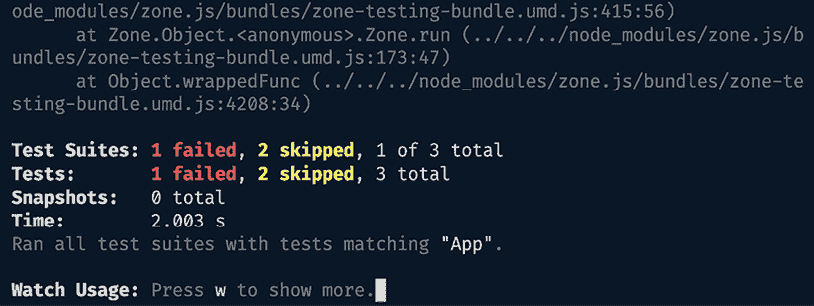 ode_modules/zone.js/bundles/zone-testing-bundle.umd.js:415:56)
at Zone.Object.<anonymous>.Zone.run (../../../node_modules/zone.js/b
undles/zone-testing-bundle.umd.js:173:47)
at Object.wrappedFunc (../../../node_modules/zone.js/bundles/zone-te
sting-bundle.umd.js:4208:34)
Test Suites: 1 failed, 2 skipped, 1 of 3 total
Tests: 1 failed, 2 skipped, 3 total
Snapshots: 0 total
Time: 2.003 s
Ran all test suites with tests matching "App".
Watch Usage: Press w to show more.